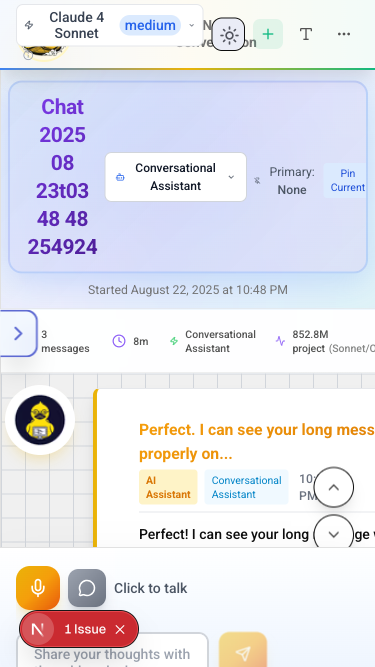 Claude 4
Sonnet
medium
Chat
2025
08
23t03
48 48
254924
Conversational
Assistant
Primary:
None
Pin
Current
Started August 22, 2025 at 10:48 PM
3
messages
8m
Conversational
Assistant
852.8M
project (Sonnet/O
Perfect. I can see your long mess
properly on...
AI
Assistant
Conversational
Assistant
10:
PM
Perfect! I can see your long
Click to talk
N
1 Issue
Share your thoughts with